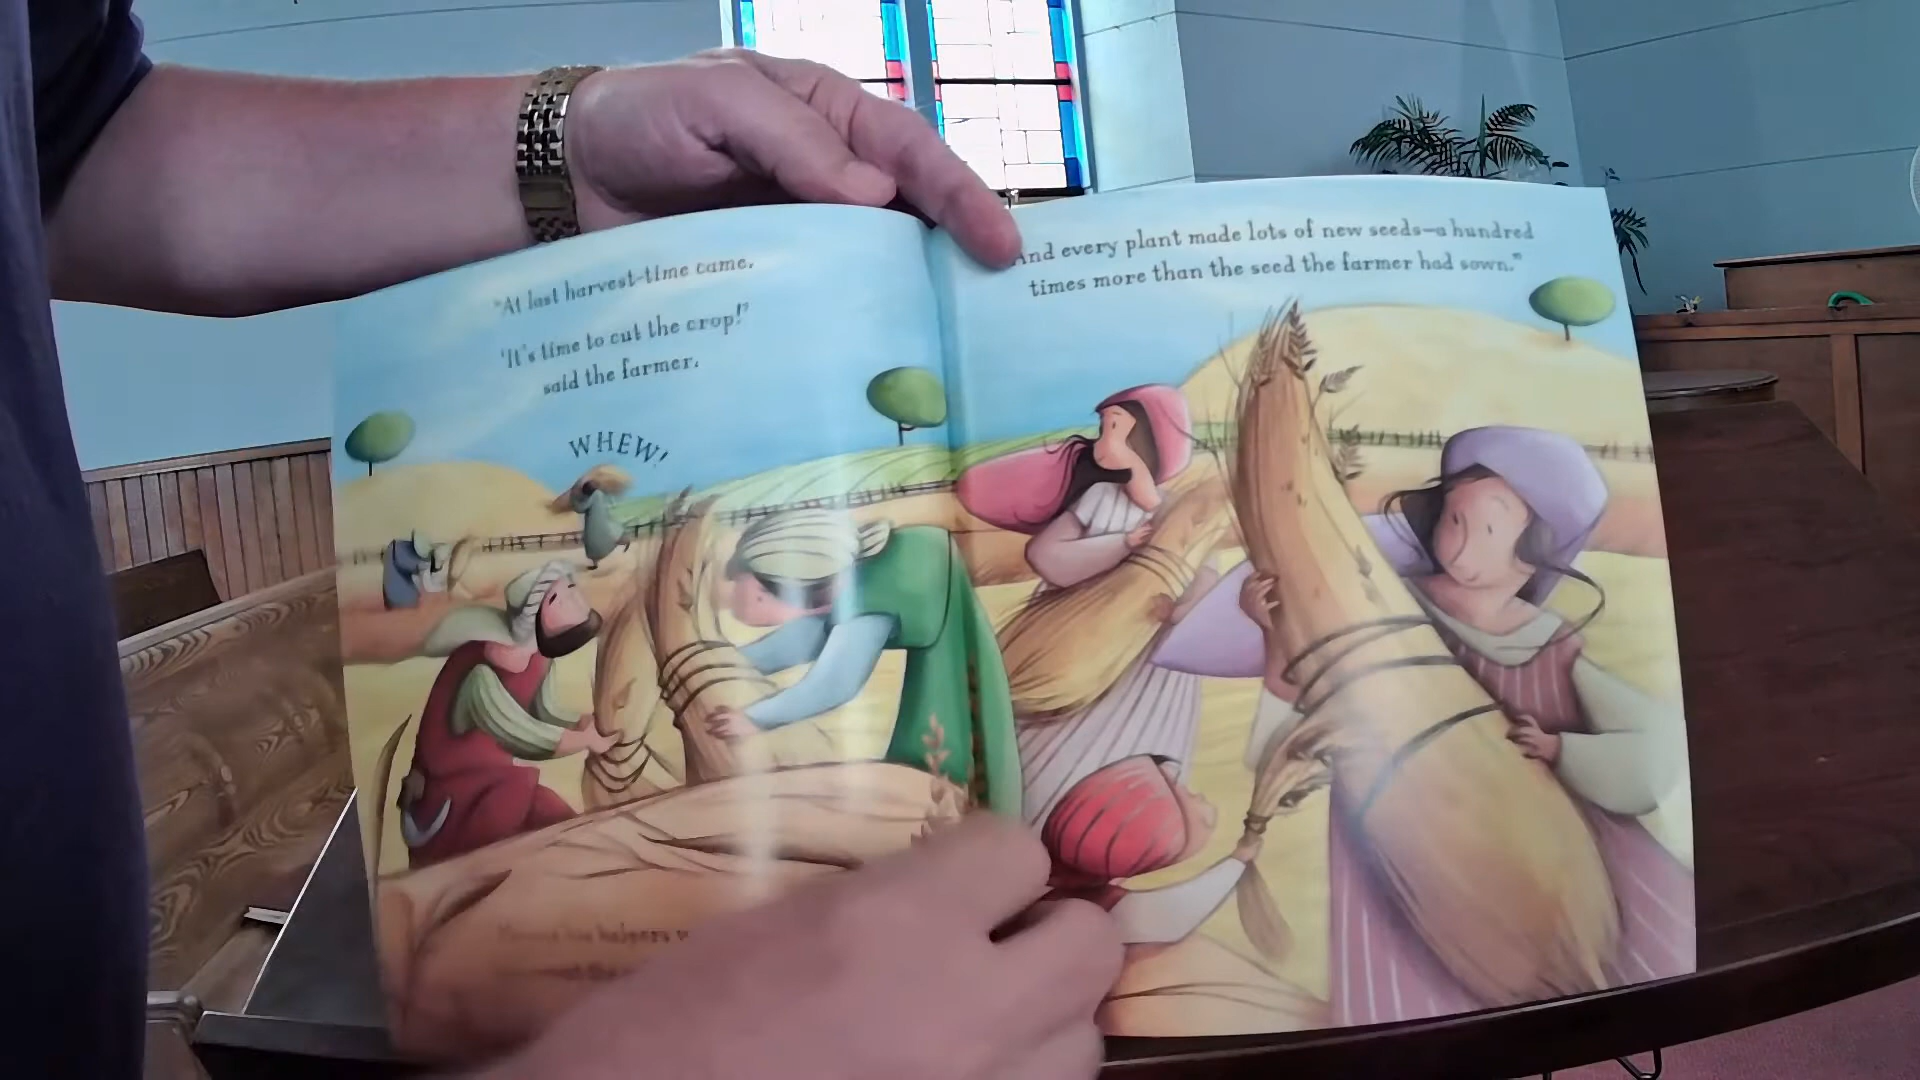 "At last harvest-time came.
'It's time to cut the crop!'
said the farmer.
WHEW!
helpers
And every plant made lots of new seeds—a hundred
times more than the seed the farmer had sown."